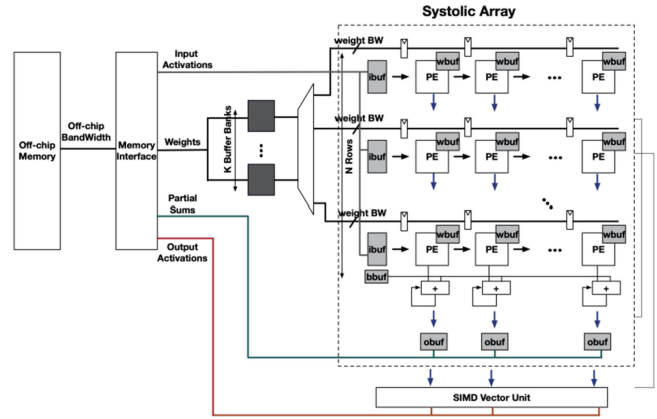 Systolic Array
weight BW
Input
Activations
ibuf
PE
wbuf
PE
wbuf
PE
wbuf
Off-chip
Memory
Off-chip
BandWidth
Memory
Interface
Weights
K Buffer Banks
N Rows
weight BW
ibuf
PE
wbuf
PE
wbuf
PE
wbuf
Partial
Sums
Output
Activations
weight BW
ibuf
PE
wbuf
PE
wbuf
PE
wbuf
bbuf
+
+
+
obuf
obuf
obuf
SIMD Vector Unit